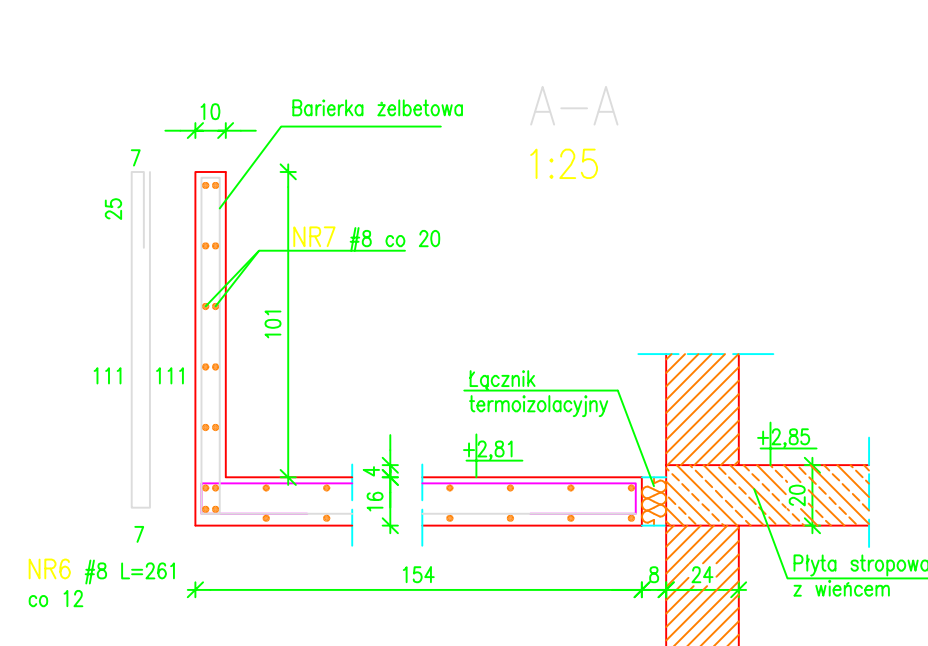 A-A
1:25
10
Barierka żelbetowa
7
25
NR7 #8 co 20
101
111
111
Łącznik
termoizolacyjny
+2,81
+2,85
4
16
20
7
NR6 #8 L=261
co 12
154
8
24
Płyta stropowa
z wieńcem